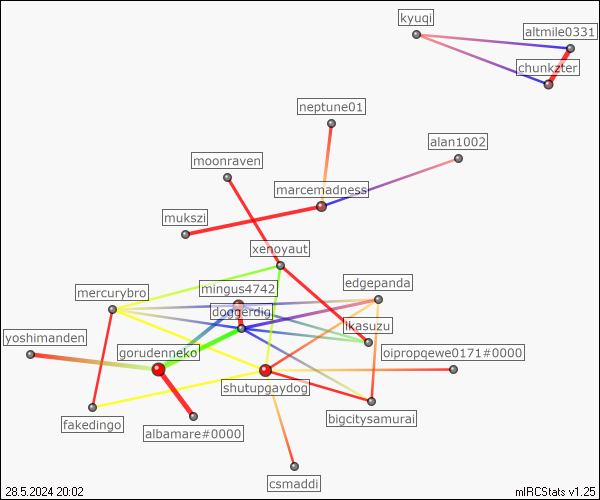 kyuqi
altmile0331
chunkzter
neptune01
alan1002
moonraven
marcemadness
mukszi
xenoyaut
edgepanda
mingus4742
mercurybro
doggerdig
likasuzu
yoshimanden
gorudenneko
oipropqewe0171#0000
shutupgaydog
bigcitysamurai
fakedingo
albamare#0000
csmaddi
28.5.2024 20:02
mIRCStats v1.25